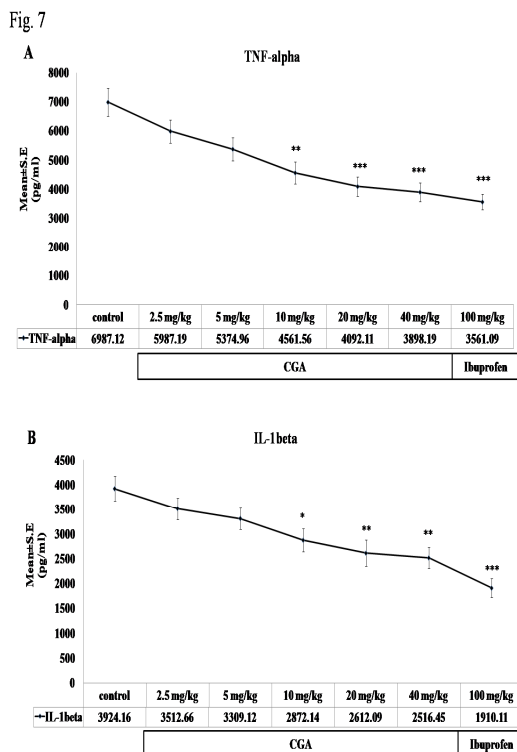 Fig. 7
A
TNF-alpha
8000
7000
6000
5000
4000
3000
2000
1000
0
Mean±S.E
(pg/ml)
**
***
***
***
control 2.5 mg/kg 5 mg/kg 10 mg/kg 20 mg/kg 40 mg/kg 100 mg/kg
TNF-alpha 6987.12 5987.19 5374.96 4561.56 4092.11 3898.19 3561.09
CGA Ibuprofen
B
IL-1beta
4500
4000
3500
3000
2500
2000
1500
1000
500
0
Mean±S.E
(pg/ml)
*
**
**
***
control 2.5 mg/kg 5 mg/kg 10 mg/kg 20 mg/kg 40 mg/kg 100 mg/kg
IL-1beta 3924.16 3512.66 3309.12 2872.14 2612.09 2516.45 1910.11
CGA Ibuprofen